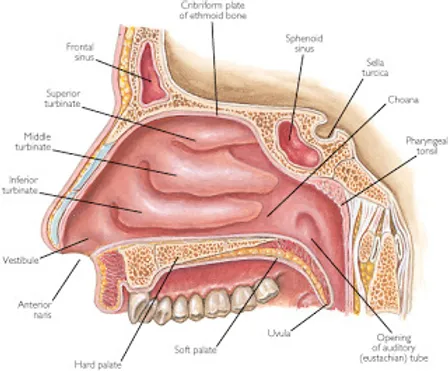 Cribriform plate
of ethmoid bone
Frontal
sinus
Sphenoid
sinus
Sella
turcica
Superior
turbinate
Choana
Middle
turbinate
Pharyngeal
tonsil
Inferior
turbinate
Vestibule
Anterior
naris
Uvula
Opening
of auditory
(eustachian) tube
Soft palate
Hard palate